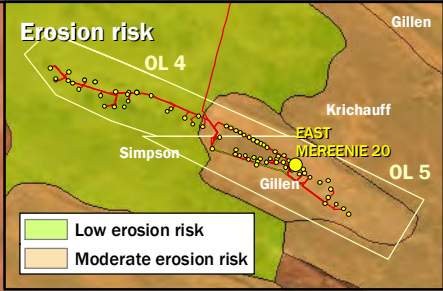 Erosion risk
Gillen
OL 4
Krichauff
EAST
MEREENIE 20
Simpson
OL 5
Gillen
Low erosion risk
Moderate erosion risk